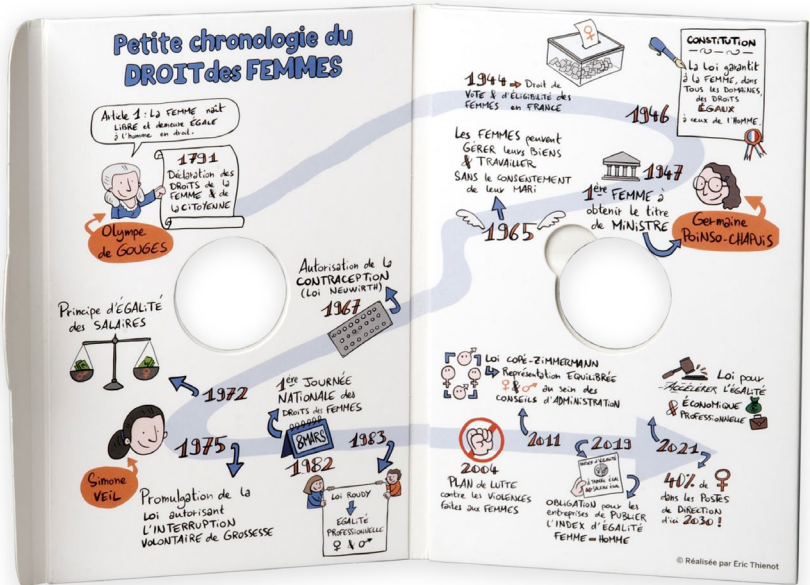 Petite chronologie du
DROIT des FEMMES
Article 1 : La FEMME naît
LIBRE et demeure ÉGALE
à l'homme en droit.
1791
Déclaration des
DROITS de la
FEMME & de
la CITOYENNE
Olympe
de GOUGES
1944 → Droit de
VOTE & d'ÉLIGIBILITÉ des
FEMMES en FRANCE
1946
CONSTITUTION
La Loi garantit
à la FEMME, dans
TOUS les DOMAINES,
des DROITS
ÉGAUX
à ceux de l'HOMME.
1947
1ère FEMME à
obtenir le titre
de MINISTRE
Germaine
POINSO-CHAPUIS
Les FEMMES peuvent
GÉRER leurs BIENS
& TRAVAILLER
SANS le CONSENTEMENT
de leur MARI
1965
Autorisation de la
CONTRACEPTION
(Loi NEUWIRTH)
1967
Principe d'ÉGALITÉ
des SALAIRES
1972
Simone
VEIL
1975
Promulgation de la
Loi autorisant
L'INTERRUPTION
VOLONTAIRE de GROSSESSE
1ère JOURNÉE
NATIONALE des
DROITS des FEMMES
8 MARS
1982
1983
Loi ROUDY
EGALITÉ
PROFESSIONNELLE
♀ & ♂
2004
PLAN de LUTTE
contre les VIOLENCES
faites aux FEMMES
Loi COPÉ-ZIMMERMANN
Représentation EQUILIBRÉE
♀ & ♂ au sein des
CONSEILS d'ADMINISTRATION
2011
2019
INDEX d'ÉGALITÉ
OBLIGATION pour les
entreprises de PUBLIER
L'INDEX d'ÉGALITÉ
FEMME-HOMME
Loi pour
ACCÉLÉRER L'ÉGALITÉ
ÉCONOMIQUE
& PROFESSIONNELLE
2021
40% de ♀
dans les POSTES
de DIRECTION
d'ici 2030 !
© Réalisée par Eric Thienot